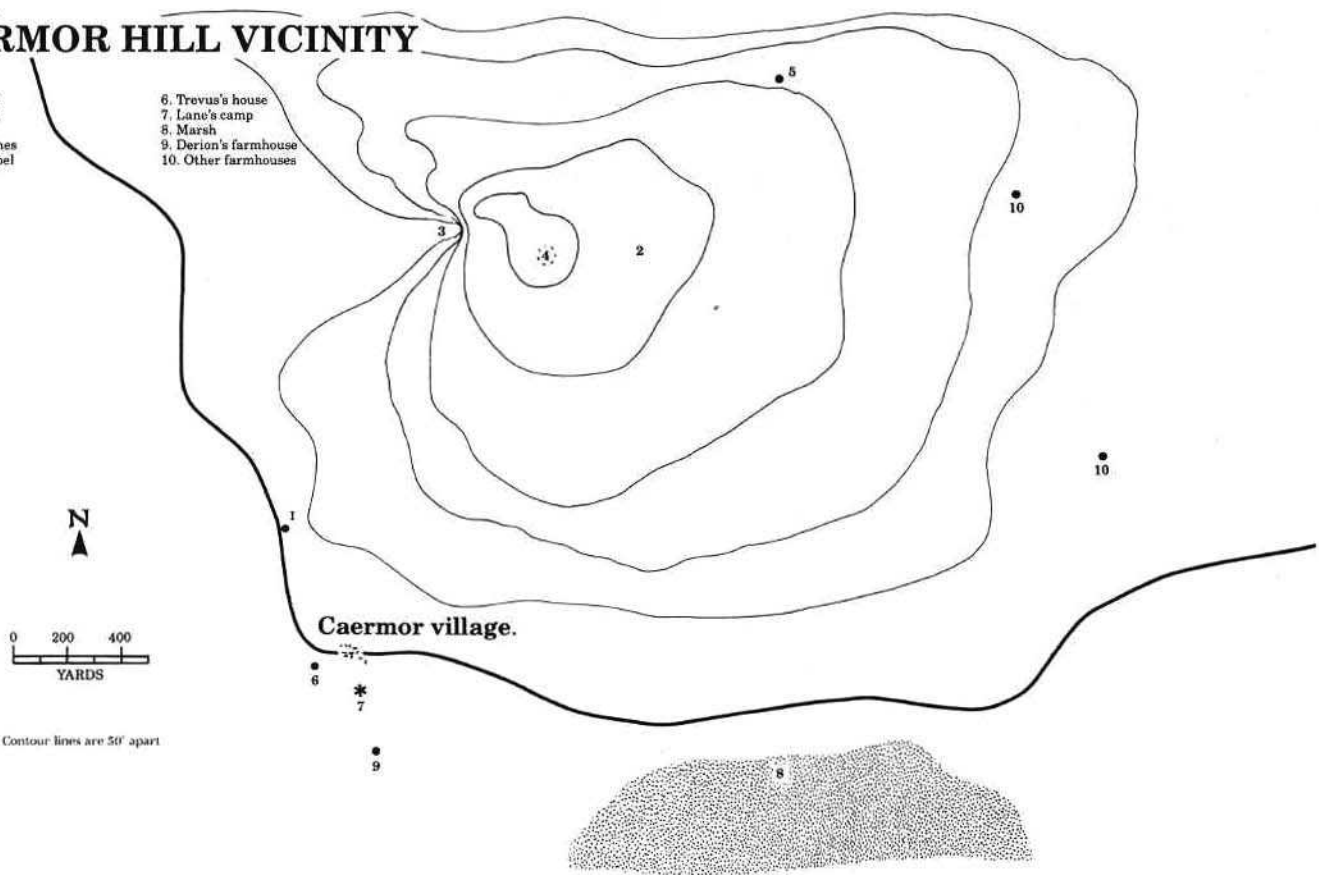 RMOR HILL VICINITY
nes
pel
6. Trevus's house
7. Lane's camp
8. Marsh
9. Derion's farmhouse
10. Other farmhouses
5
10
3
4
2
10
1
N
0 200 400
YARDS
Caermor village.
6
7
9
8
Contour lines are 50' apart